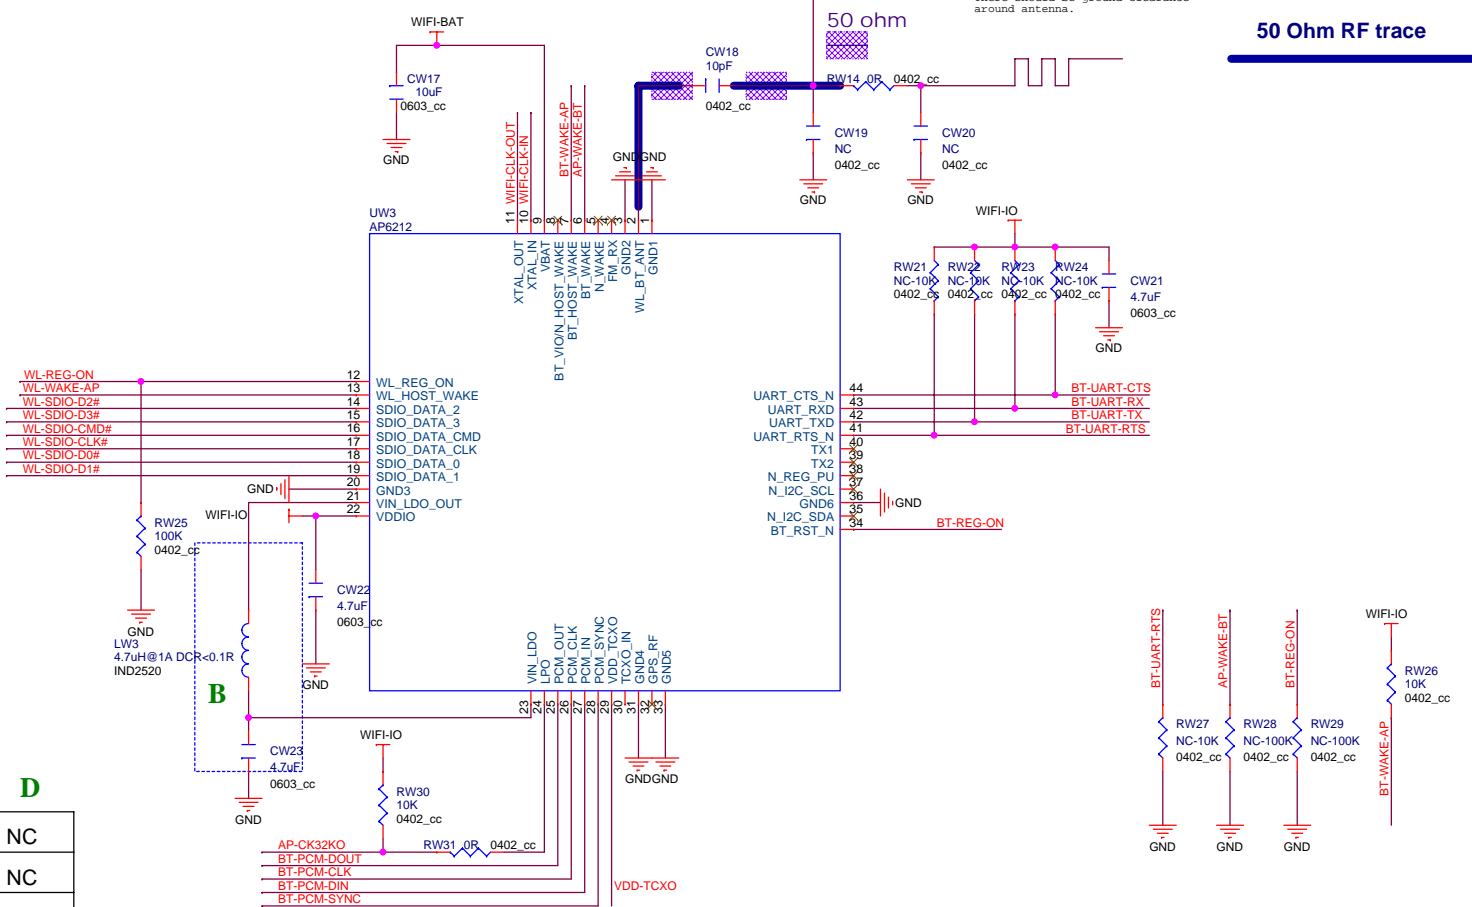 around antenna.
50 ohm
50 Ohm RF trace
WIFI-BAT
CW17
10uF
0603_cc
GND
CW18
10pF
0402_cc
RW14 0R 0402_cc
CW19
NC
0402_cc
GND
CW20
NC
0402_cc
GND
WIFI-CLK-OUT
WIFI-CLK-IN
BT-WAKE-AP
AP-WAKE-BT
GND
GND
UW3
AP6212
11
10
9
8
7
6
5
4
3
2
1
XTAL_OUT
XTAL_IN
VBAT
BT_VIO/N_HOST_WAKE
BT_HOST_WAKE
BT_WAKE
N_WAKE
FM_RX
GND2
WL_BT_ANT
GND1
WIFI-IO
RW21
NC-10K
0402_cc
RW22
NC-10K
0402_cc
RW23
NC-10K
0402_cc
RW24
NC-10K
0402_cc
CW21
4.7uF
0603_cc
GND
WL-REG-ON 12 WL_REG_ON
WL-WAKE-AP 13 WL_HOST_WAKE
WL-SDIO-D2# 14 SDIO_DATA_2
WL-SDIO-D3# 15 SDIO_DATA_3
WL-SDIO-CMD# 16 SDIO_DATA_CMD
WL-SDIO-CLK# 17 SDIO_DATA_CLK
WL-SDIO-D0# 18 SDIO_DATA_0
WL-SDIO-D1# 19 SDIO_DATA_1
GND 20 GND3
21 VIN_LDO_OUT
WIFI-IO 22 VDDIO
UART_CTS_N 44 BT-UART-CTS
UART_RXD 43 BT-UART-RX
UART_TXD 42 BT-UART-TX
UART_RTS_N 41 BT-UART-RTS
TX1 40
TX2 39
N_REG_PU 38
N_I2C_SCL 37
GND6 36 GND
N_I2C_SDA 35
BT_RST_N 34 BT-REG-ON
RW25
100K
0402_cc
GND
CW22
4.7uF
0603_cc
GND
LW3
4.7uH@1A DCR<0.1R
IND2520
B
CW23
4.7uF
0603_cc
GND
VIN_LDO
LPO
PCM_OUT
PCM_CLK
PCM_IN
PCM_SYNC
VDD_TCXO
TCXO_IN
GND4
GPS_RF
GND5
23
24
25
26
27
28
29
30
31
32
33
GND
GND
WIFI-IO
RW30
10K
0402_cc
AP-CK32KO
RW31 0R 0402_cc
BT-PCM-DOUT
BT-PCM-CLK
BT-PCM-DIN
BT-PCM-SYNC
VDD-TCXO
BT-UART-RTS
RW27
NC-10K
0402_cc
GND
AP-WAKE-BT
RW28
NC-100K
0402_cc
GND
BT-REG-ON
RW29
NC-100K
0402_cc
GND
WIFI-IO
RW26
10K
0402_cc
BT-WAKE-AP
D
NC
NC